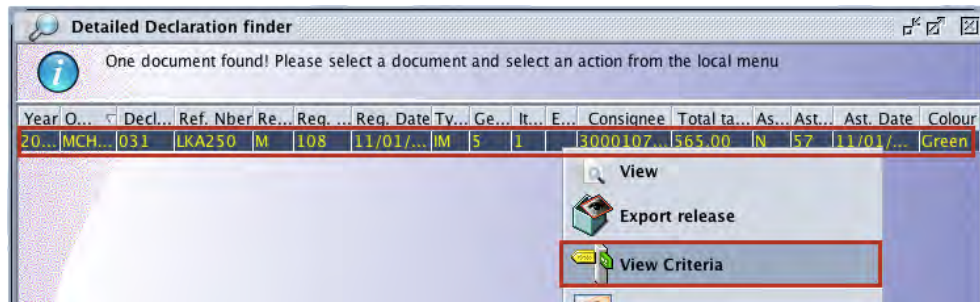 Detailed Declaration finder
One document found! Please select a document and select an action from the local menu
Year O... Decl... Ref. Nber Re... Reg. ... Reg. Date Ty... Ge... It... E... Consignee Total ta... As... Ast... Ast. Date Colour
20... MCH... 031 LKA250 M 108 11/01/... IM 5 1 3000107... 565.00 N 57 11/01/... Green
View
Export release
View Criteria